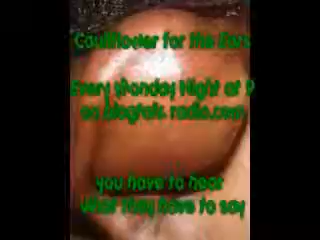 Cauliflower for the Ears
Every Monday Night at 9
on blogtalk radio.com
you have to hear
What they have to say